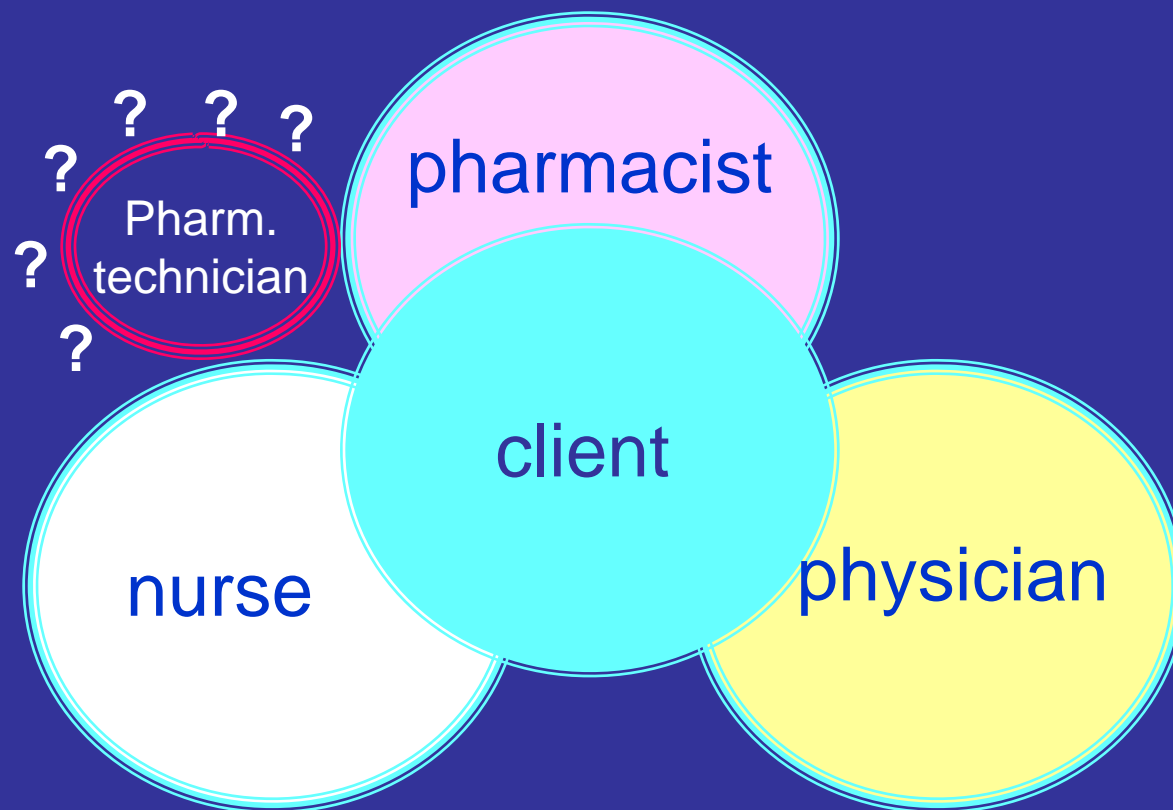 ? ? ?
?
?
?
Pharm.
technician
pharmacist
client
nurse
physician